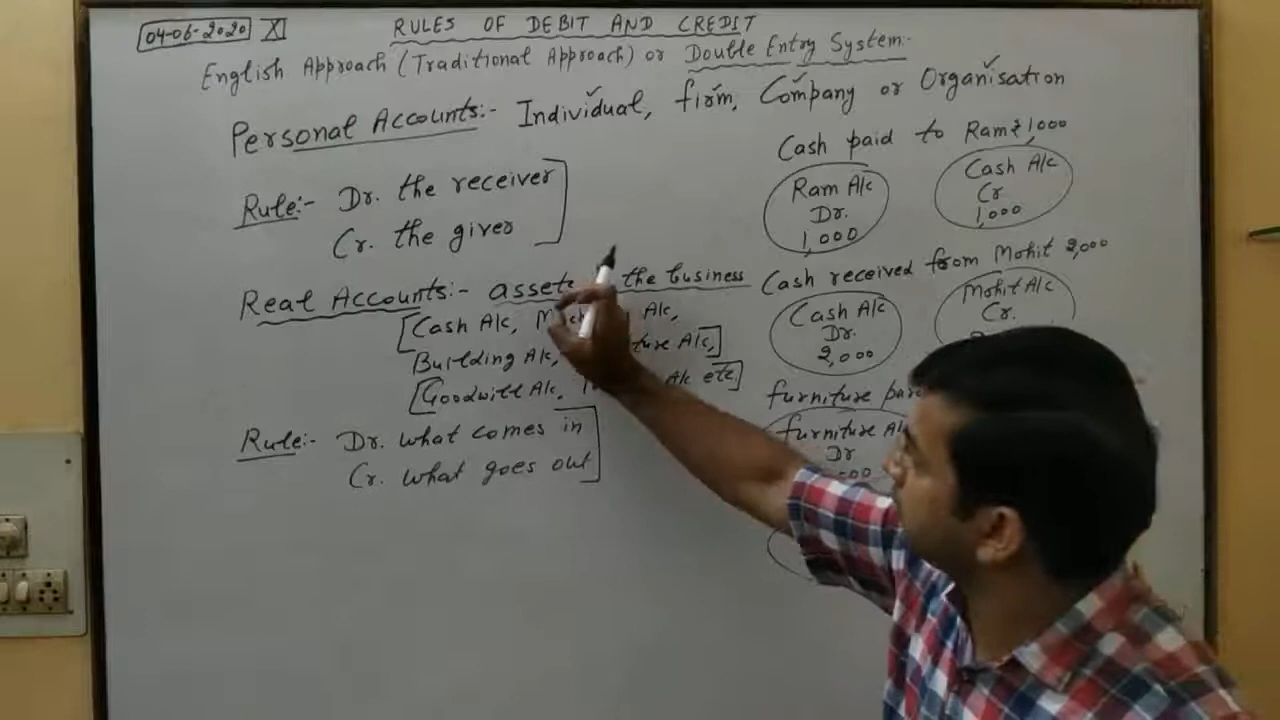 04-06-2020 XI
RULES OF DEBIT AND CREDIT
English Approach (Traditional Approach) or Double Entry System:-
Personal Accounts:- Individual, firm, Company or Organisation
Rule:- Dr. the receiver
Cr. the giver
Real Accounts:- assets the business
[Cash A/c, A/c,
Building A/c, A/c,]
[Goodwill A/c, A/c etc]
Rule:- Dr. what comes in
Cr. what goes out
Cash paid to Ram ₹1,000
Ram A/c
Dr.
1,000
Cash A/c
Cr
1,000
Cash received from Mohit 2,000
Cash A/c
Dr.
2,000
Mohit A/c
Cr.
furniture
furniture A/c
Dr